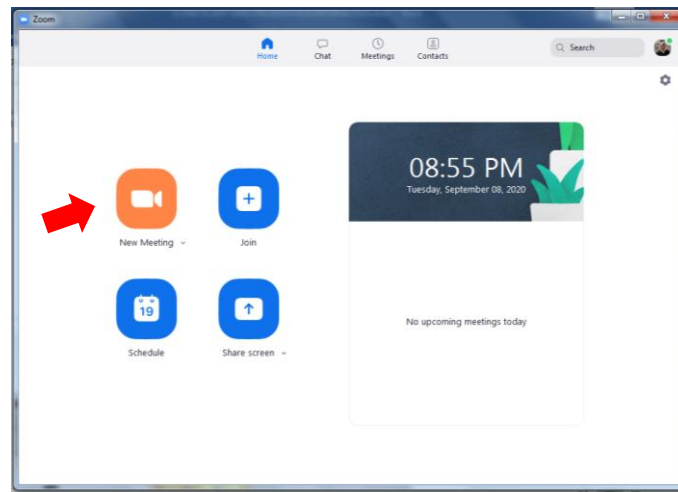 Zoom
Home
Chat
Meetings
Contacts
Search
08:55 PM
Tuesday, September 08, 2020
New Meeting
Join
19
Schedule
Share screen
No upcoming meetings today